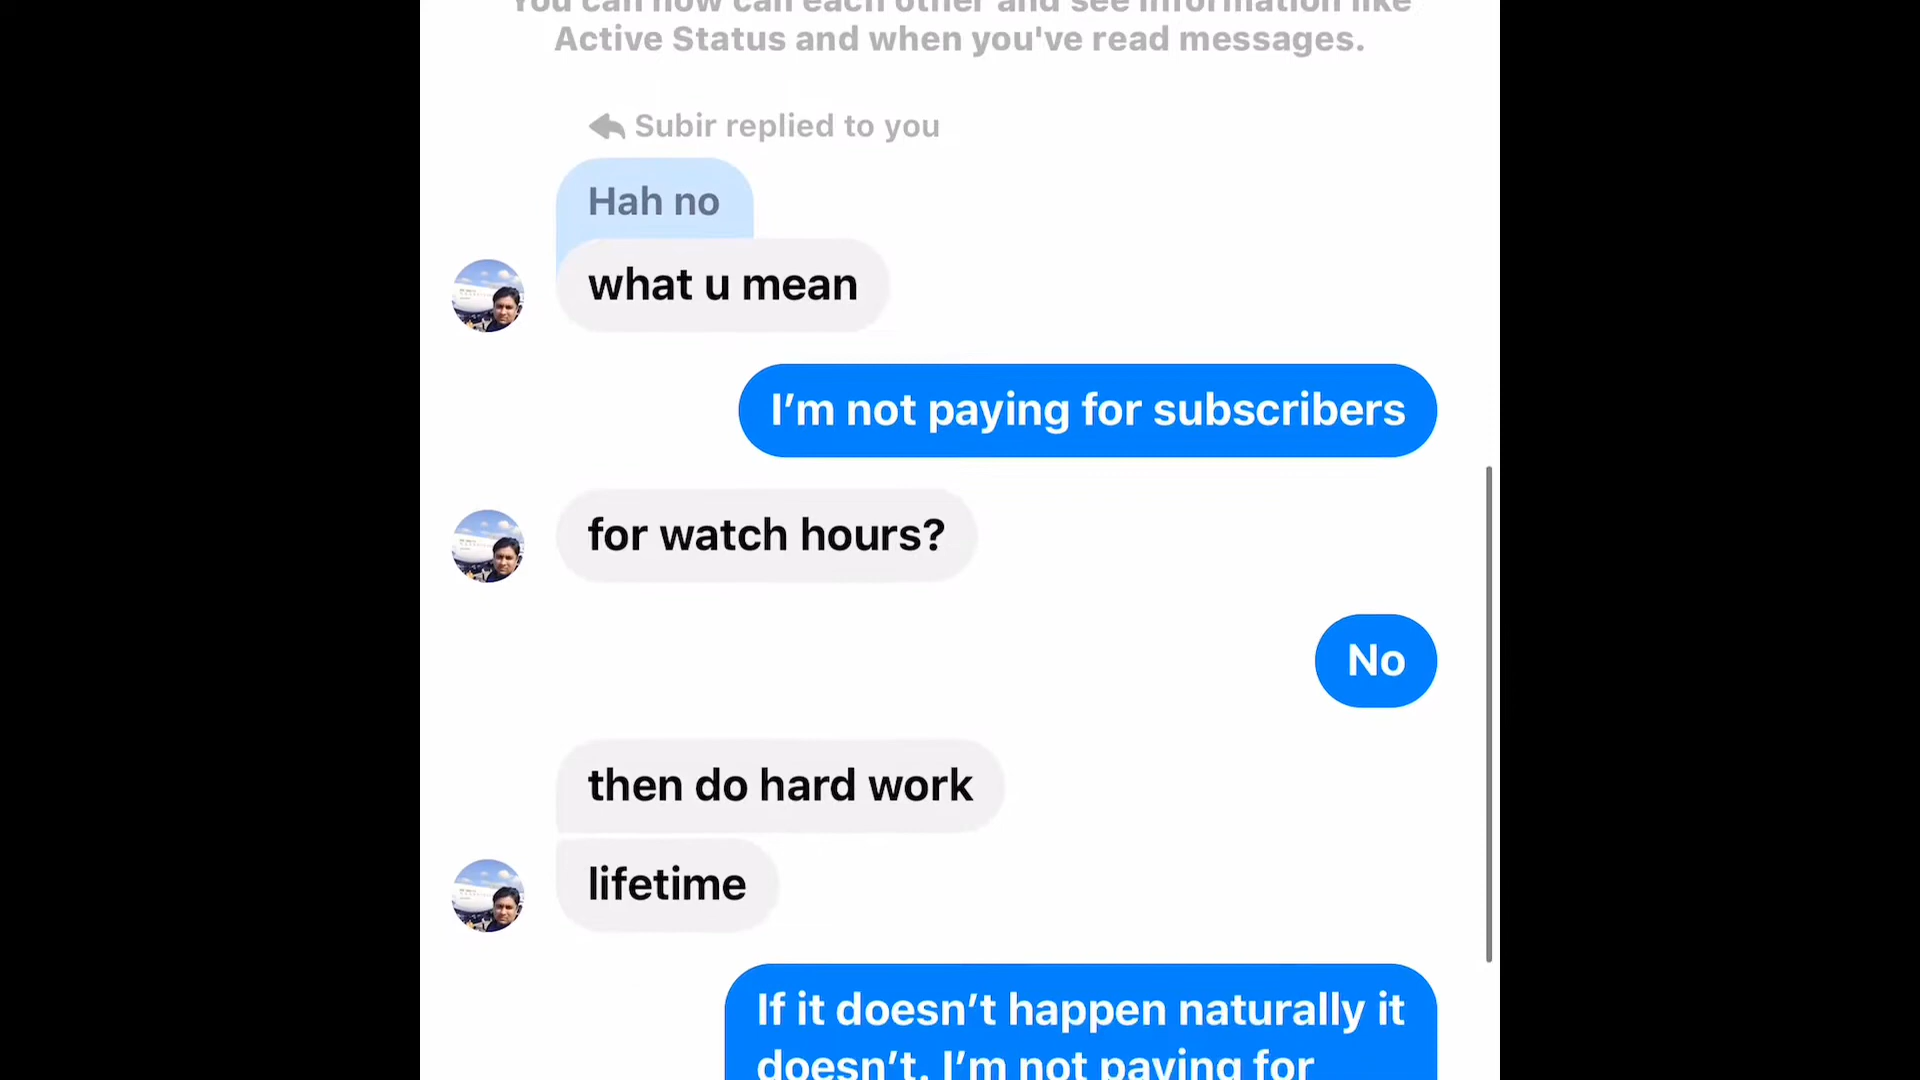 You can now call each other and see information like
Active Status and when you've read messages.
Subir replied to you
Hah no
what u mean
I’m not paying for subscribers
for watch hours?
No
then do hard work
lifetime
If it doesn’t happen naturally it
doesn’t. I’m not paying for